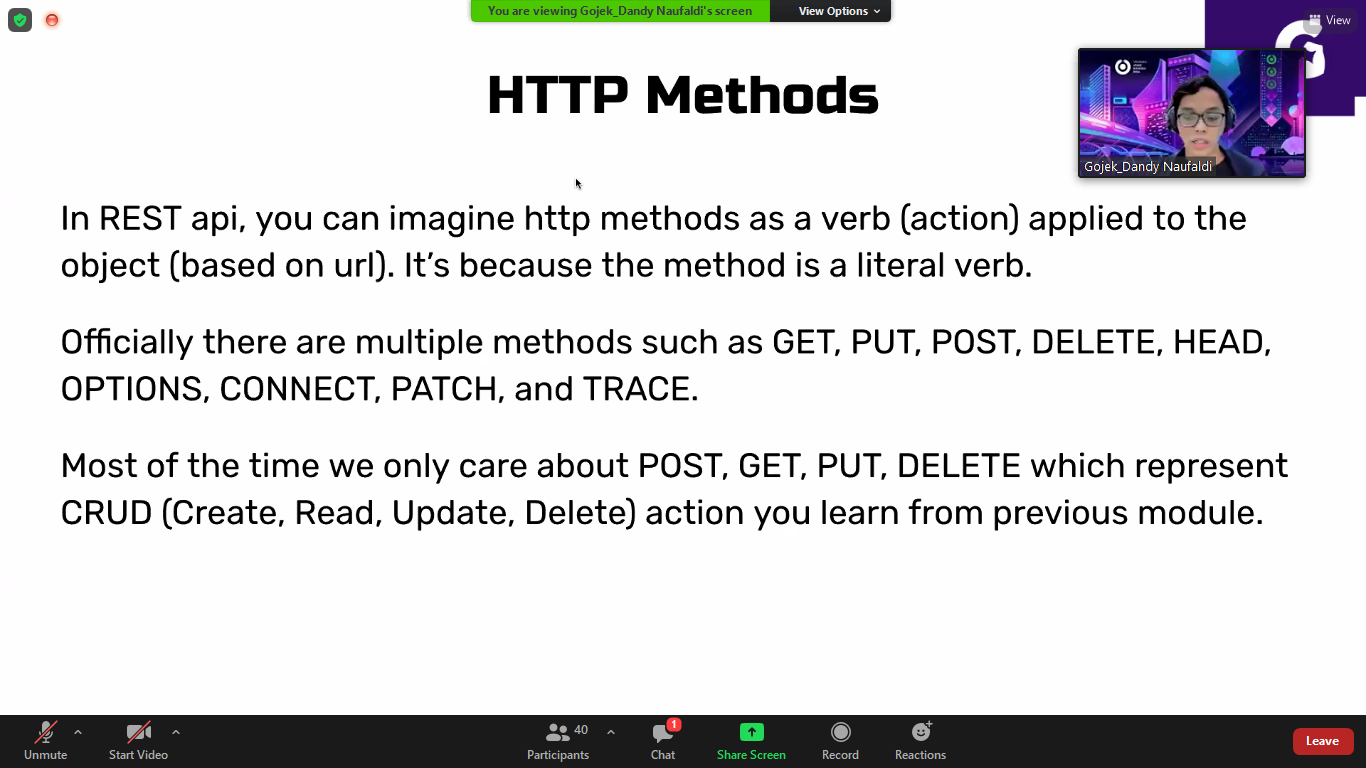 You are viewing Gojek_Dandy Naufaldi's screen
View Options
View
HTTP Methods
Gojek_Dandy Naufaldi
In REST api, you can imagine http methods as a verb (action) applied to the
object (based on url). It’s because the method is a literal verb.
Officially there are multiple methods such as GET, PUT, POST, DELETE, HEAD,
OPTIONS, CONNECT, PATCH, and TRACE.
Most of the time we only care about POST, GET, PUT, DELETE which represent
CRUD (Create, Read, Update, Delete) action you learn from previous module.
40
1
Unmute
Start Video
Participants
Chat
Share Screen
Record
Reactions
Leave